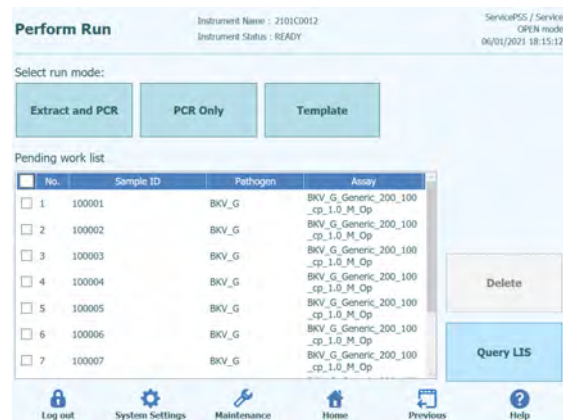 Perform Run
Instrument Name : 2101C0012
Instrument Status : READY
ServicePSS / Service
OPEN mode
06/01/2021 18:15:12
Select run mode:
Extract and PCR
PCR Only
Template
Pending work list
No. Sample ID Pathogen Assay
1 100001 BKV_G BKV_G_Generic_200_100
_cp_1.0_M_Op
2 100002 BKV_G BKV_G_Generic_200_100
_cp_1.0_M_Op
3 100003 BKV_G BKV_G_Generic_200_100
_cp_1.0_M_Op
4 100004 BKV_G BKV_G_Generic_200_100
_cp_1.0_M_Op
5 100005 BKV_G BKV_G_Generic_200_100
_cp_1.0_M_Op
6 100006 BKV_G BKV_G_Generic_200_100
_cp_1.0_M_Op
7 100007 BKV_G BKV_G_Generic_200_100
_cp_1.0_M_Op
Delete
Query LIS
Log out
System Settings
Maintenance
Home
Previous
Help